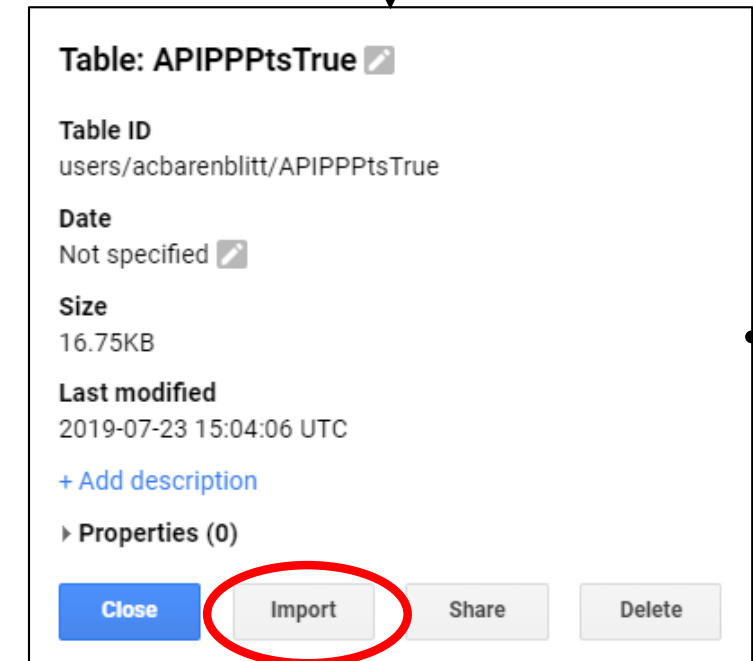 Table: APIPPPtsTrue
Table ID
users/acbarenblitt/APIPPPtsTrue
Date
Not specified
Size
16.75KB
Last modified
2019-07-23 15:04:06 UTC
+ Add description
Properties (0)
Close Import Share Delete